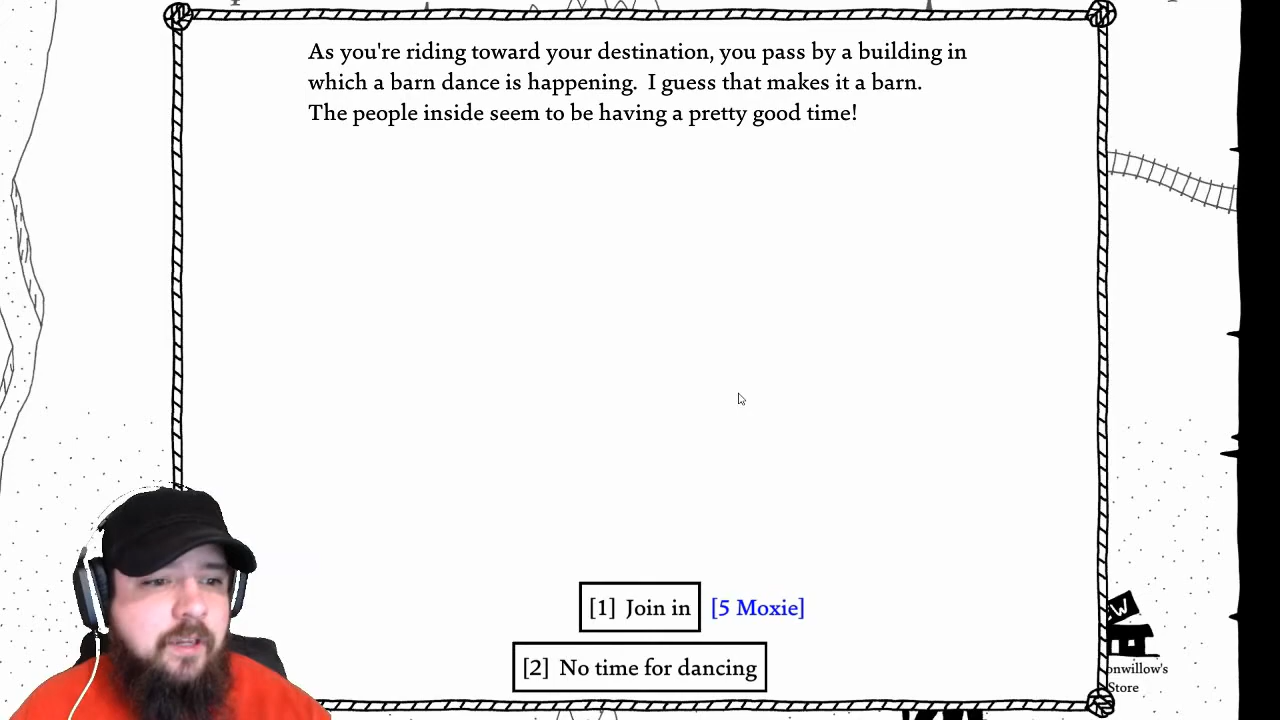 As you're riding toward your destination, you pass by a building in
which a barn dance is happening.  I guess that makes it a barn.
The people inside seem to be having a pretty good time!
[1] Join in [5 Moxie]
[2] No time for dancing
onwillow's
Store